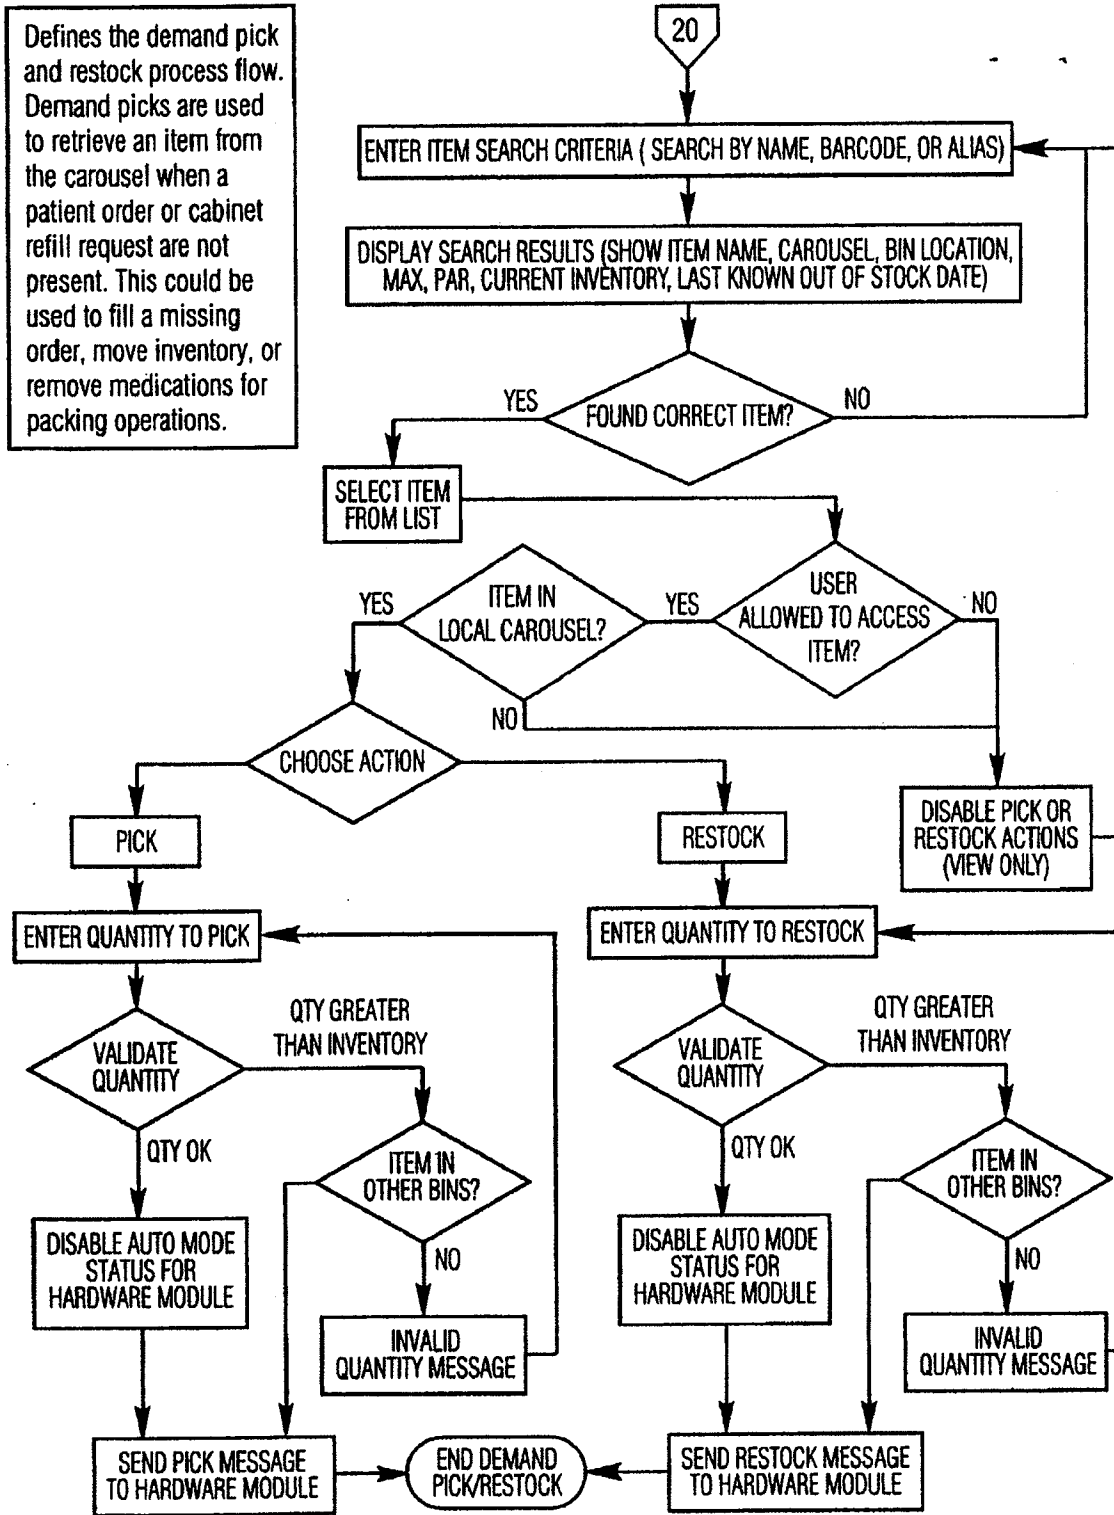 Defines the demand pick
and restock process flow.
Demand picks are used
to retrieve an item from
the carousel when a
patient order or cabinet
refill request are not
present. This could be
used to fill a missing
order, move inventory, or
remove medications for
packing operations.
20
ENTER ITEM SEARCH CRITERIA ( SEARCH BY NAME, BARCODE, OR ALIAS)
DISPLAY SEARCH RESULTS (SHOW ITEM NAME, CAROUSEL, BIN LOCATION,
MAX, PAR, CURRENT INVENTORY, LAST KNOWN OUT OF STOCK DATE)
YES
FOUND CORRECT ITEM?
NO
SELECT ITEM
FROM LIST
YES
ITEM IN
LOCAL CAROUSEL?
YES
USER
ALLOWED TO ACCESS
ITEM?
NO
NO
CHOOSE ACTION
PICK
RESTOCK
DISABLE PICK OR
RESTOCK ACTIONS
(VIEW ONLY)
ENTER QUANTITY TO PICK
ENTER QUANTITY TO RESTOCK
VALIDATE
QUANTITY
QTY GREATER
THAN INVENTORY
VALIDATE
QUANTITY
QTY GREATER
THAN INVENTORY
QTY OK
ITEM IN
OTHER BINS?
QTY OK
ITEM IN
OTHER BINS?
DISABLE AUTO MODE
STATUS FOR
HARDWARE MODULE
NO
DISABLE AUTO MODE
STATUS FOR
HARDWARE MODULE
NO
INVALID
QUANTITY MESSAGE
INVALID
QUANTITY MESSAGE
SEND PICK MESSAGE
TO HARDWARE MODULE
END DEMAND
PICK/RESTOCK
SEND RESTOCK MESSAGE
TO HARDWARE MODULE